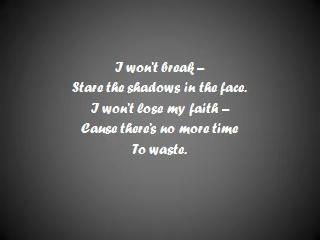 I won't break –
Stare the shadows in the face.
I won't lose my faith –
Cause there's no more time
To waste.